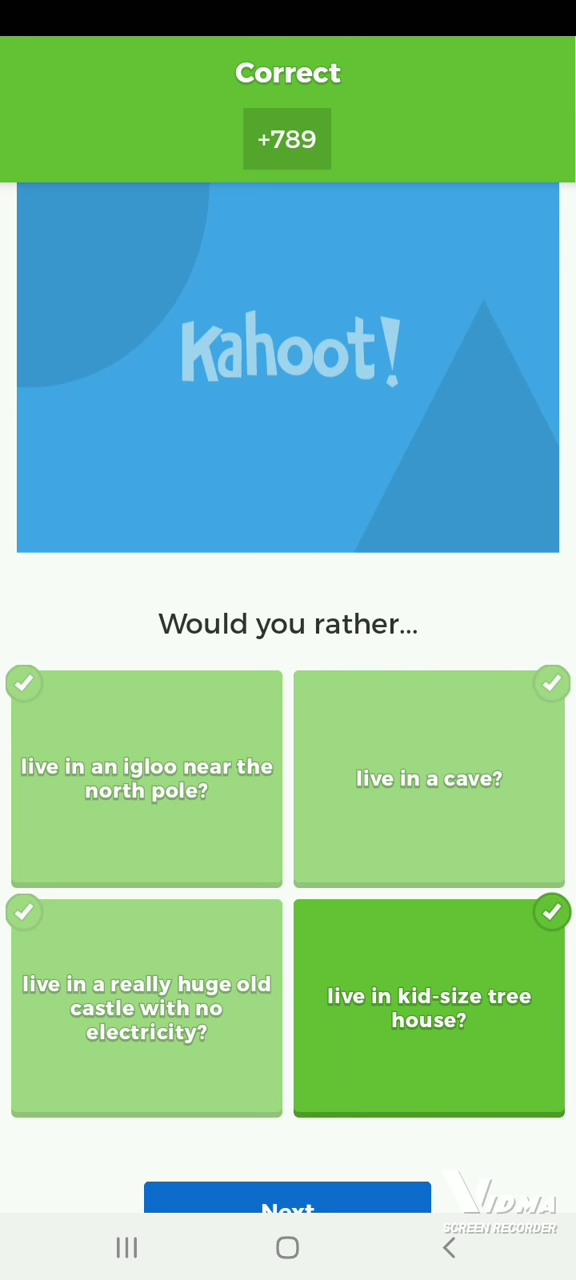 Correct
+789
Kahoot!
Would you rather...
live in an igloo near the
north pole?
live in a cave?
live in a really huge old
castle with no
electricity?
live in kid-size tree
house?
Next
VIDMA
SCREEN RECORDER